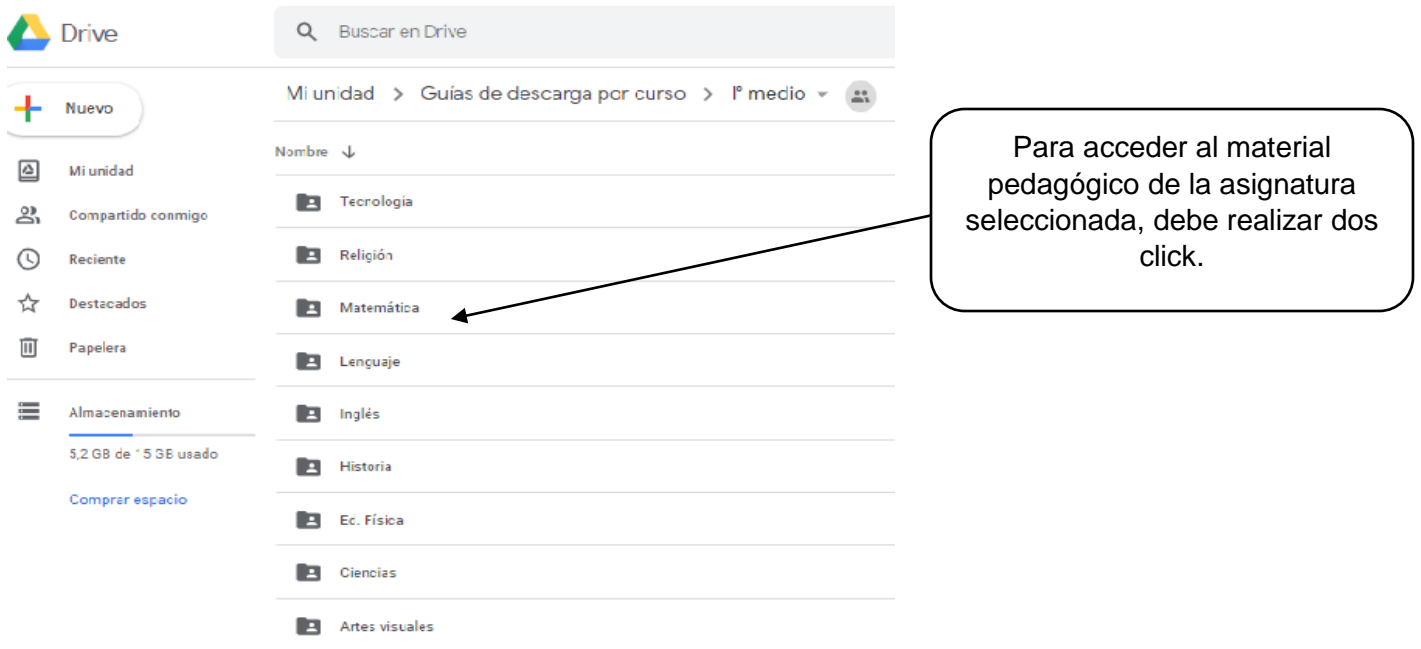 Drive
Buscar en Drive
Nuevo
Mi unidad > Guías de descarga por curso > Iº medio
Nombre
Mi unidad
Compartido conmigo
Reciente
Destacados
Papelera
Almacenamiento
5,2 GB de 15 GB usado
Comprar espacio
Tecnología
Religión
Matemática
Lenguaje
Inglés
Historia
Ed. Física
Ciencias
Artes visuales
Para acceder al material
pedagógico de la asignatura
seleccionada, debe realizar dos
click.